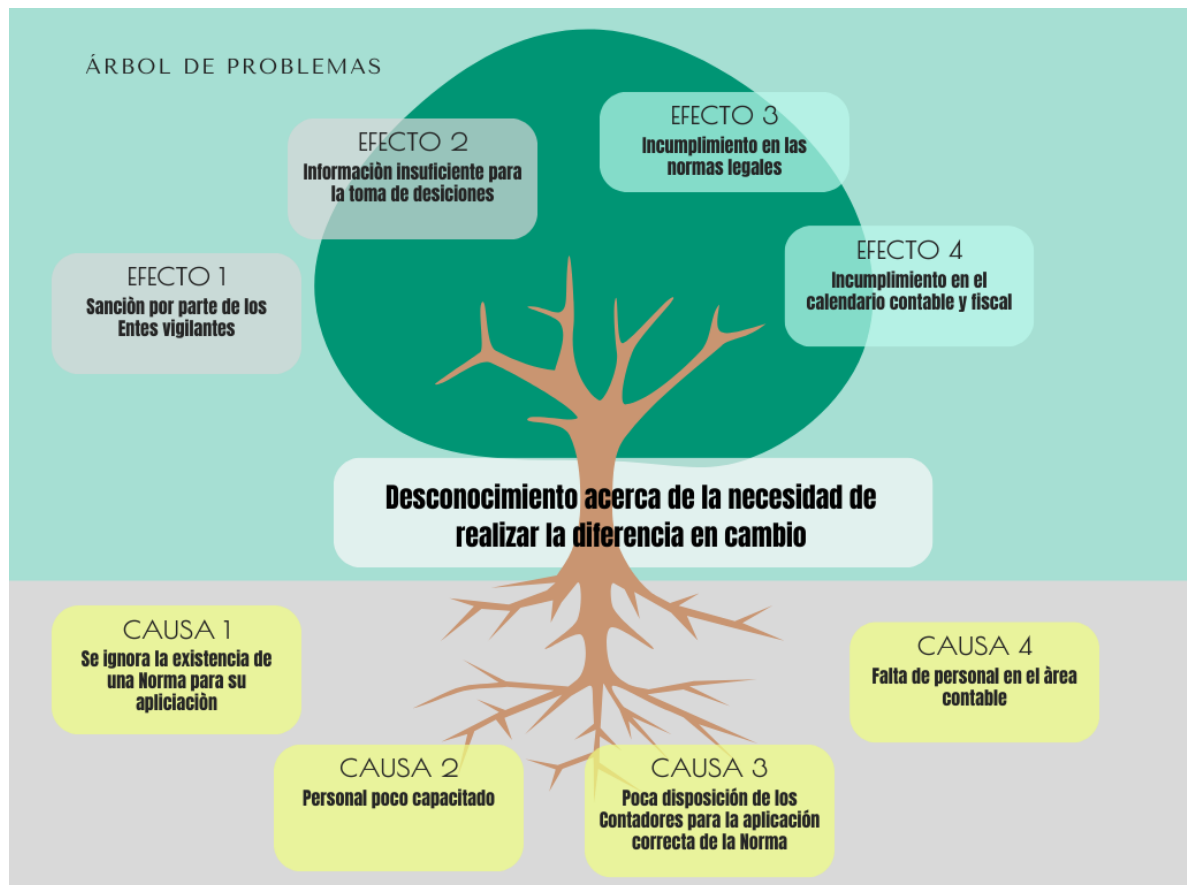 ÁRBOL DE PROBLEMAS
EFECTO 1
Sanciòn por parte de los
Entes vigilantes
EFECTO 2
Informaciòn insuficiente para
la toma de desiciones
EFECTO 3
Incumplimiento en las
normas legales
EFECTO 4
Incumplimiento en el
calendario contable y fiscal
Desconocimiento acerca de la necesidad de
realizar la diferencia en cambio
CAUSA 1
Se ignora la existencia de
una Norma para su
apliciaciòn
CAUSA 2
Personal poco capacitado
CAUSA 3
Poca disposición de los
Contadores para la aplicación
correcta de la Norma
CAUSA 4
Falta de personal en el àrea
contable